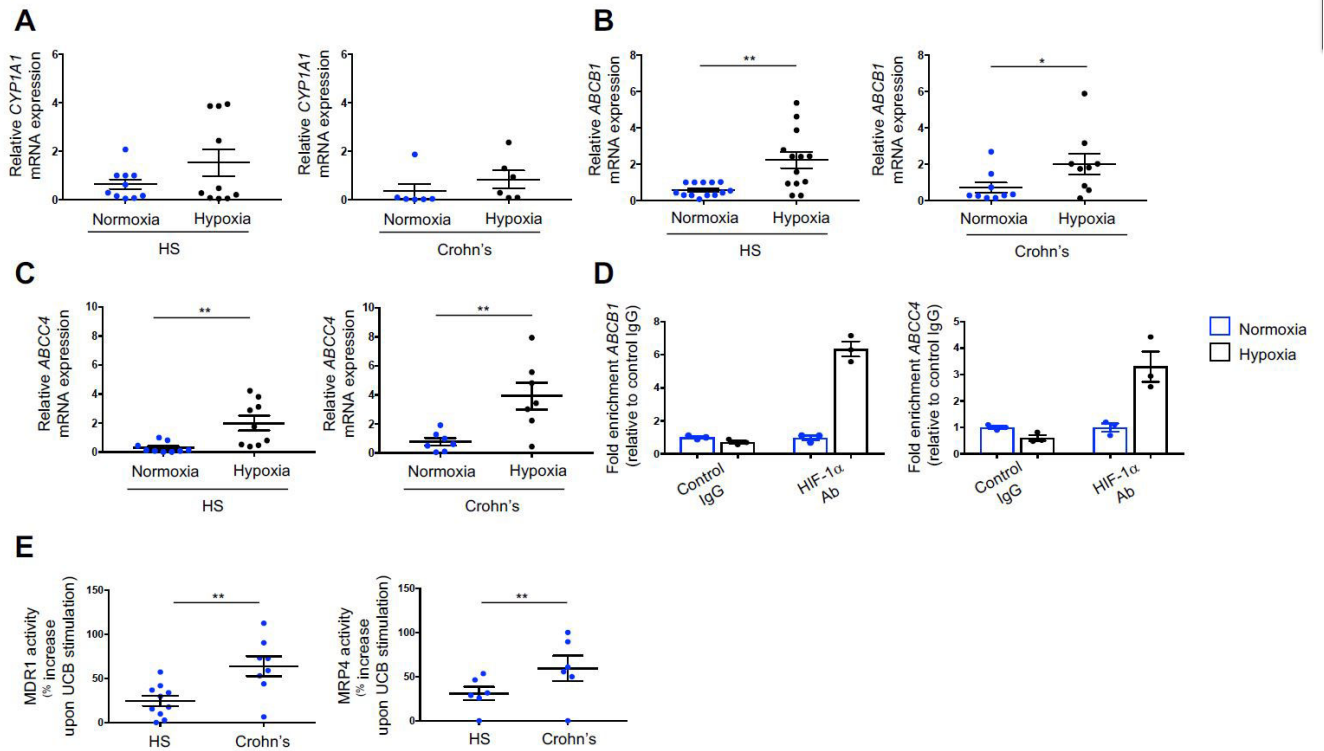 A
Relative CYP1A1
mRNA expression
6
4
2
0
Normoxia
Hypoxia
HS
Relative CYP1A1
mRNA expression
6
4
2
0
Normoxia
Hypoxia
Crohn's
B
Relative ABCB1
mRNA expression
8
6
4
2
0
**
Normoxia
Hypoxia
HS
Relative ABCB1
mRNA expression
8
6
4
2
0
*
Normoxia
Hypoxia
Crohn's
C
Relative ABCC4
mRNA expression
10
8
6
4
2
0
**
Normoxia
Hypoxia
HS
Relative ABCC4
mRNA expression
10
8
6
4
2
0
**
Normoxia
Hypoxia
Crohn's
D
Fold enrichment ABCB1
(relative to control IgG)
8
6
4
2
0
Control
IgG
HIF-1α
Ab
Fold enrichment ABCC4
(relative to control IgG)
5
4
3
2
1
0
Control
IgG
HIF-1α
Ab
Normoxia
Hypoxia
E
MDR1 activity
(% increase
upon UCB stimulation)
150
100
50
0
**
HS
Crohn's
MRP4 activity
(% increase
upon UCB stimulation)
150
100
50
0
**
HS
Crohn's